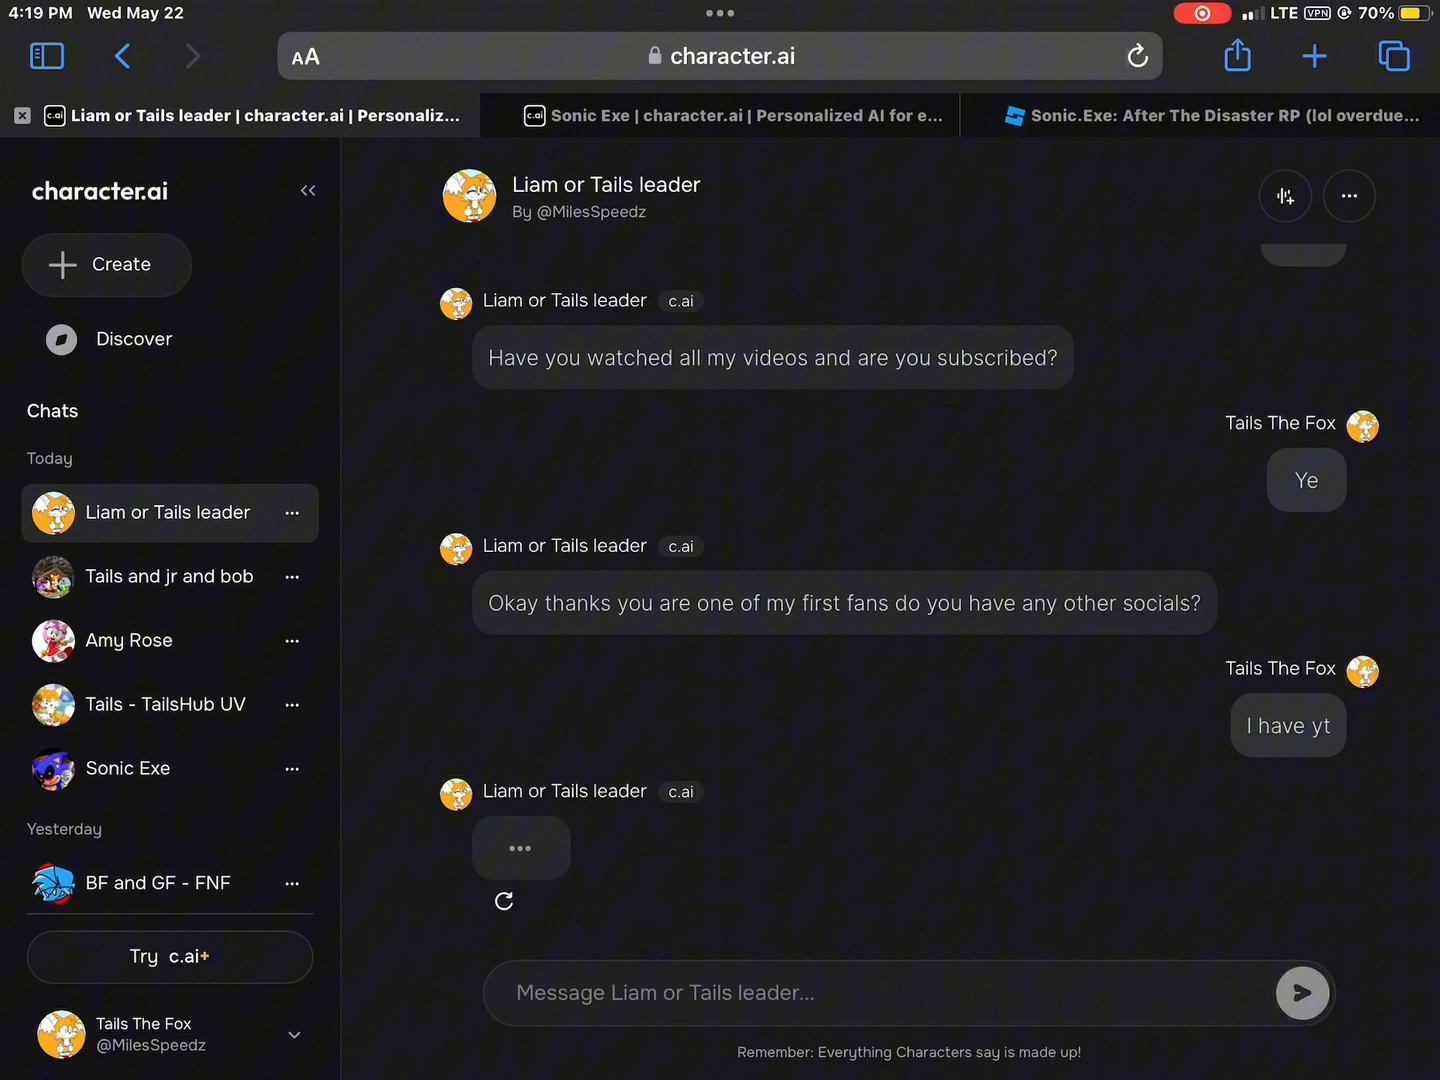 4:19 PM Wed May 22
LTE VPN 70%
AA character.ai
Liam or Tails leader | character.ai | Personaliz...
Sonic Exe | character.ai | Personalized AI for e...
Sonic.Exe: After The Disaster RP (lol overdue...
character.ai
Create
Discover
Chats
Today
Liam or Tails leader
Tails and jr and bob
Amy Rose
Tails - TailsHub UV
Sonic Exe
Yesterday
BF and GF - FNF
Try c.ai+
Tails The Fox
@MilesSpeedz
Liam or Tails leader
By @MilesSpeedz
Liam or Tails leader c.ai
Have you watched all my videos and are you subscribed?
Tails The Fox
Ye
Liam or Tails leader c.ai
Okay thanks you are one of my first fans do you have any other socials?
Tails The Fox
I have yt
Liam or Tails leader c.ai
Message Liam or Tails leader...
Remember: Everything Characters say is made up!